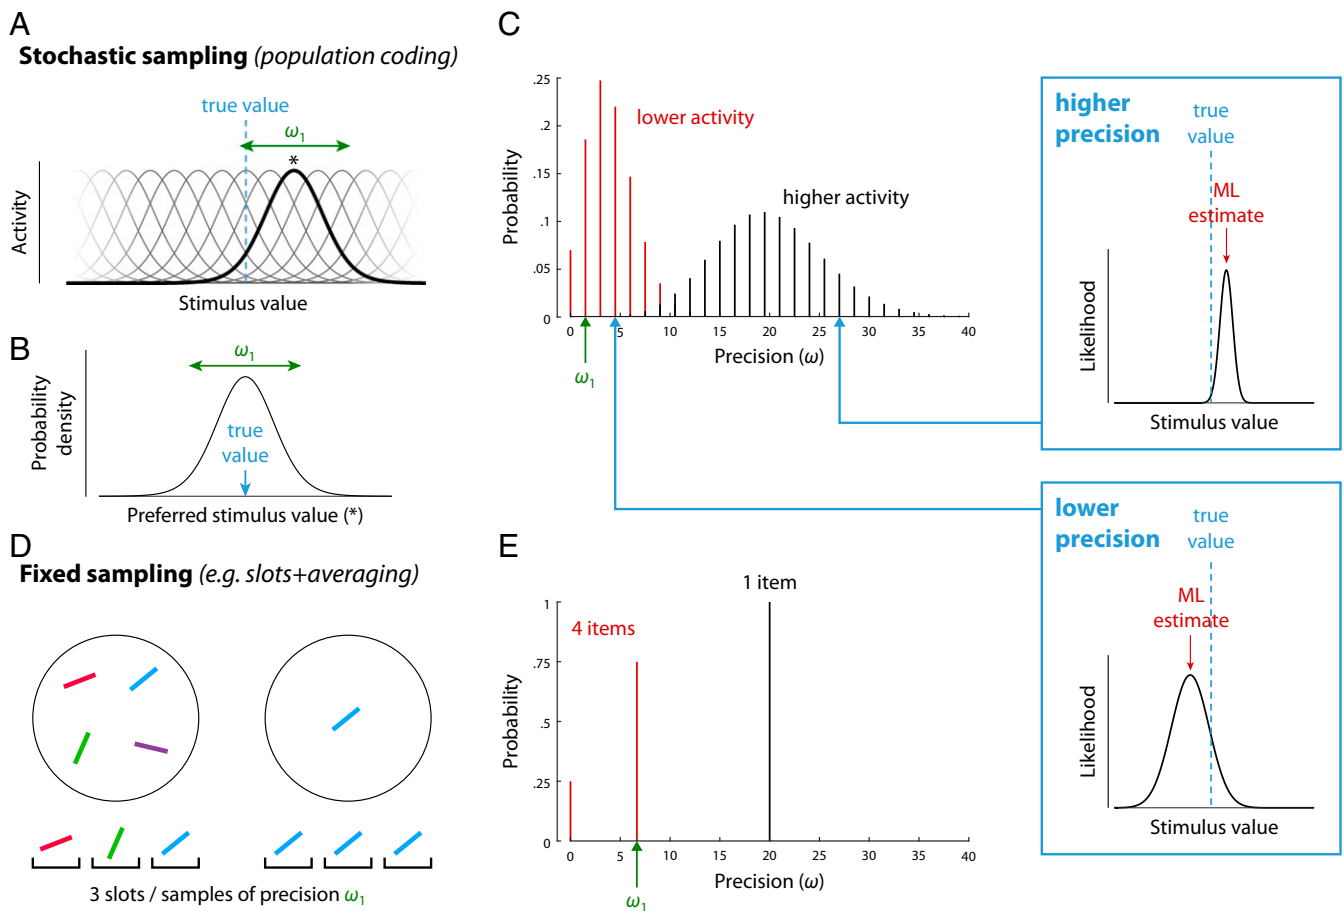 A
Stochastic sampling (population coding)
true value
ω1
*
Activity
Stimulus value
B
ω1
Probability
density
true
value
Preferred stimulus value (*)
C
.25
.2
.15
.1
.05
0
Probability
lower activity
higher activity
0 5 10 15 20 25 30 35 40
Precision (ω)
ω1
higher
precision
true
value
ML
estimate
Likelihood
Stimulus value
lower
precision
true
value
ML
estimate
Likelihood
Stimulus value
D
Fixed sampling (e.g. slots+averaging)
3 slots / samples of precision ω1
E
1 item
4 items
1
.75
.5
.25
0
Probability
0 5 10 15 20 25 30 35 40
Precision (ω)
ω1